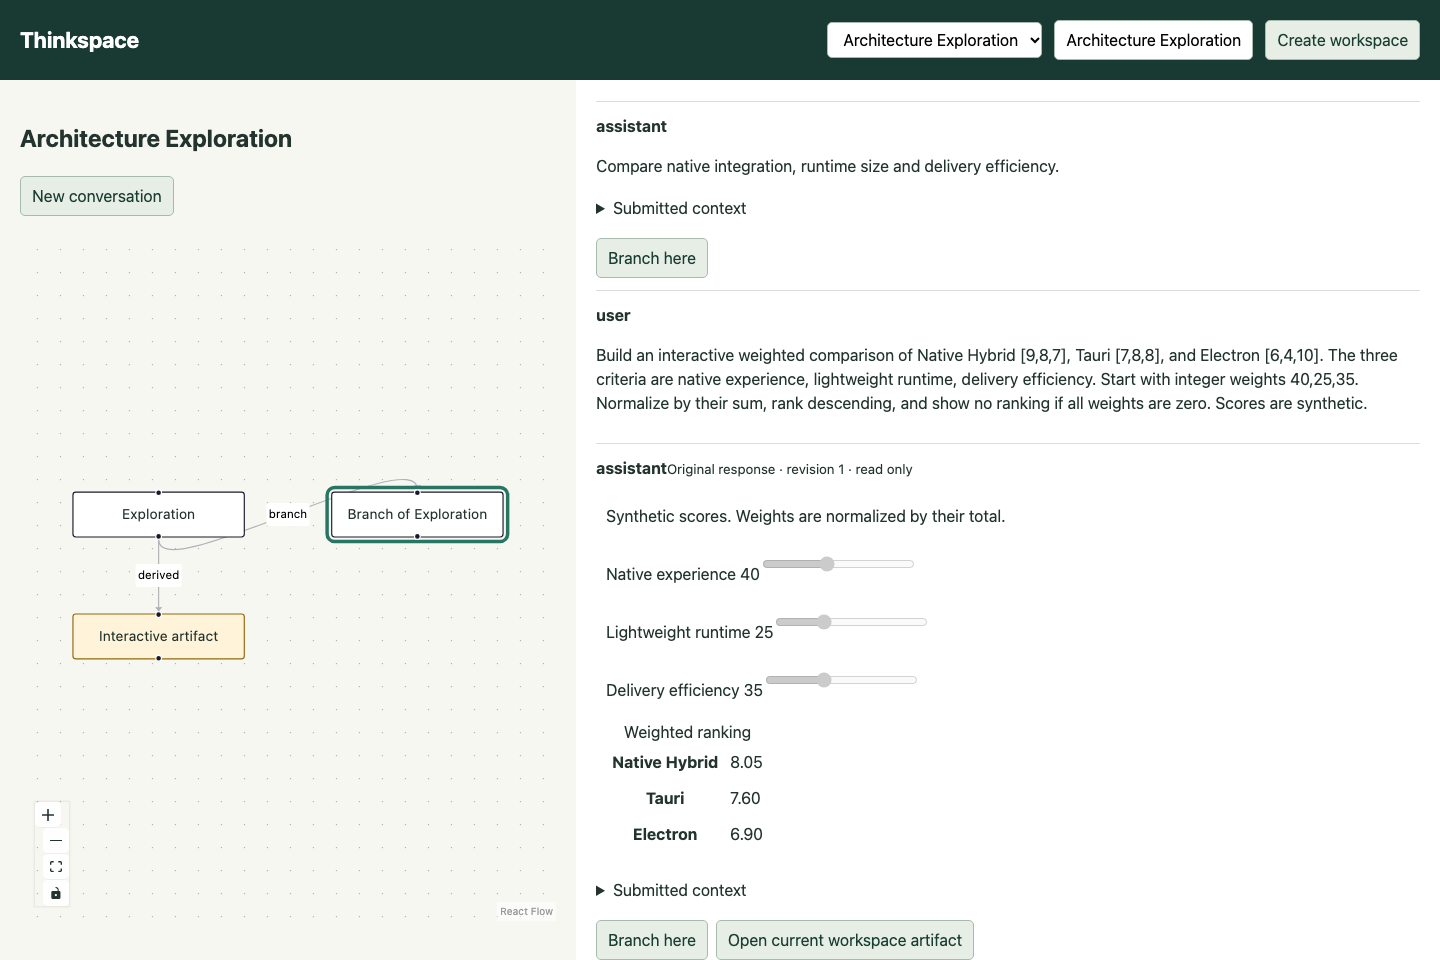 Thinkspace
Architecture Exploration
Architecture Exploration
Create workspace
Architecture Exploration
New conversation
Exploration
branch
Branch of Exploration
derived
Interactive artifact
React Flow
assistant
Compare native integration, runtime size and delivery efficiency.
Submitted context
Branch here
user
Build an interactive weighted comparison of Native Hybrid [9,8,7], Tauri [7,8,8], and Electron [6,4,10]. The three
criteria are native experience, lightweight runtime, delivery efficiency. Start with integer weights 40,25,35.
Normalize by their sum, rank descending, and show no ranking if all weights are zero. Scores are synthetic.
assistantOriginal response · revision 1 · read only
Synthetic scores. Weights are normalized by their total.
Native experience 40
Lightweight runtime 25
Delivery efficiency 35
Weighted ranking
Native Hybrid 8.05
Tauri 7.60
Electron 6.90
Submitted context
Branch here
Open current workspace artifact